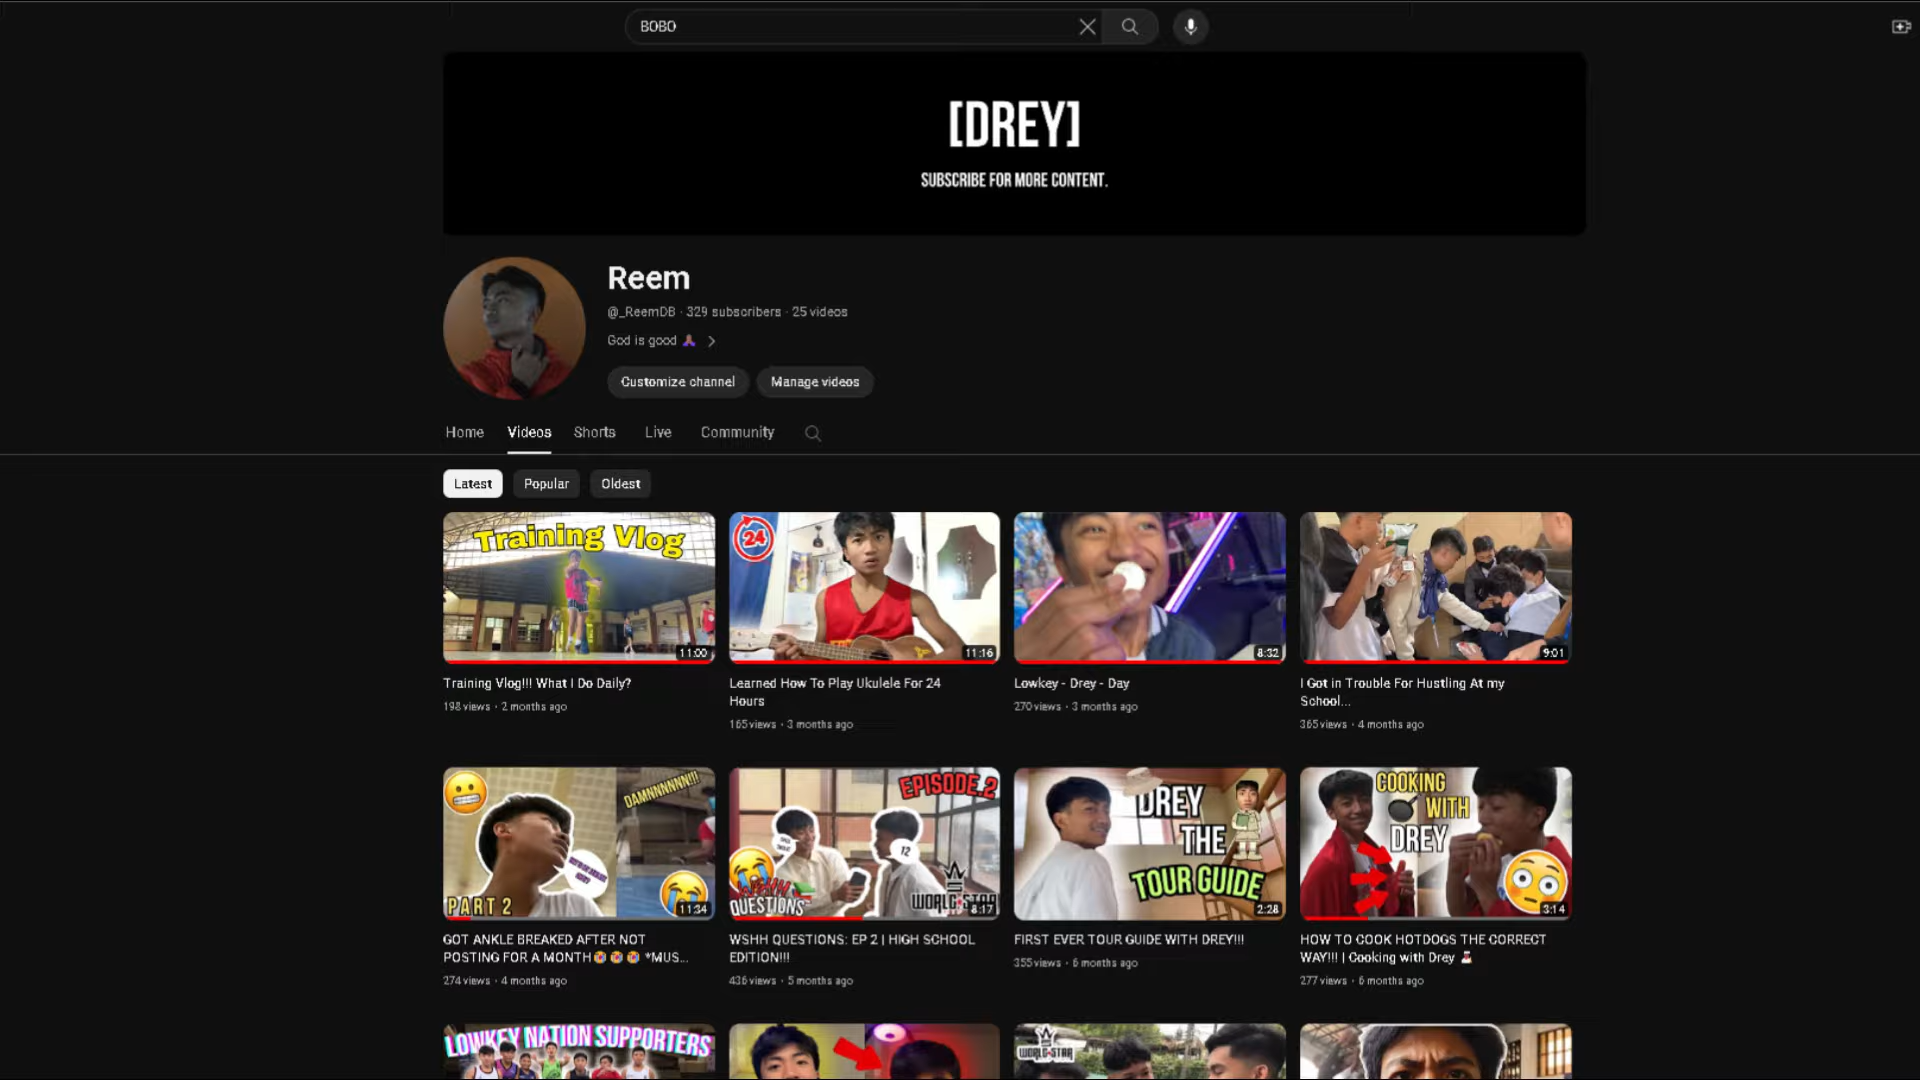 BOBO
[DREY]
SUBSCRIBE FOR MORE CONTENT.
Reem
@_ReemDB · 329 subscribers · 25 videos
God is good
Customize channel
Manage videos
Home Videos Shorts Live Community
Latest Popular Oldest
Training Vlog
11:00
24
11:16
8:32
9:01
Training Vlog!!! What I Do Daily?
198 views · 2 months ago
Learned How To Play Ukulele For 24
Hours
165 views · 3 months ago
Lowkey - Drey - Day
270 views · 3 months ago
I Got in Trouble For Hustling At my
School...
365 views · 4 months ago
DAMNNNNNN!!!
PART 2
11:34
EPISODE.2
12
WSHH
QUESTIONS
WORLD STAR
8:17
DREY
THE
TOUR GUIDE
2:28
COOKING
WITH
DREY
3:14
GOT ANKLE BREAKED AFTER NOT
POSTING FOR A MONTH😭😭😭 *MUS...
274 views · 4 months ago
WSHH QUESTIONS: EP 2 | HIGH SCHOOL
EDITION!!!
436 views · 5 months ago
FIRST EVER TOUR GUIDE WITH DREY!!!
355 views · 6 months ago
HOW TO COOK HOTDOGS THE CORRECT
WAY!!! | Cooking with Drey
277 views · 6 months ago
LOWKEY NATION SUPPORTERS
WORLD STAR